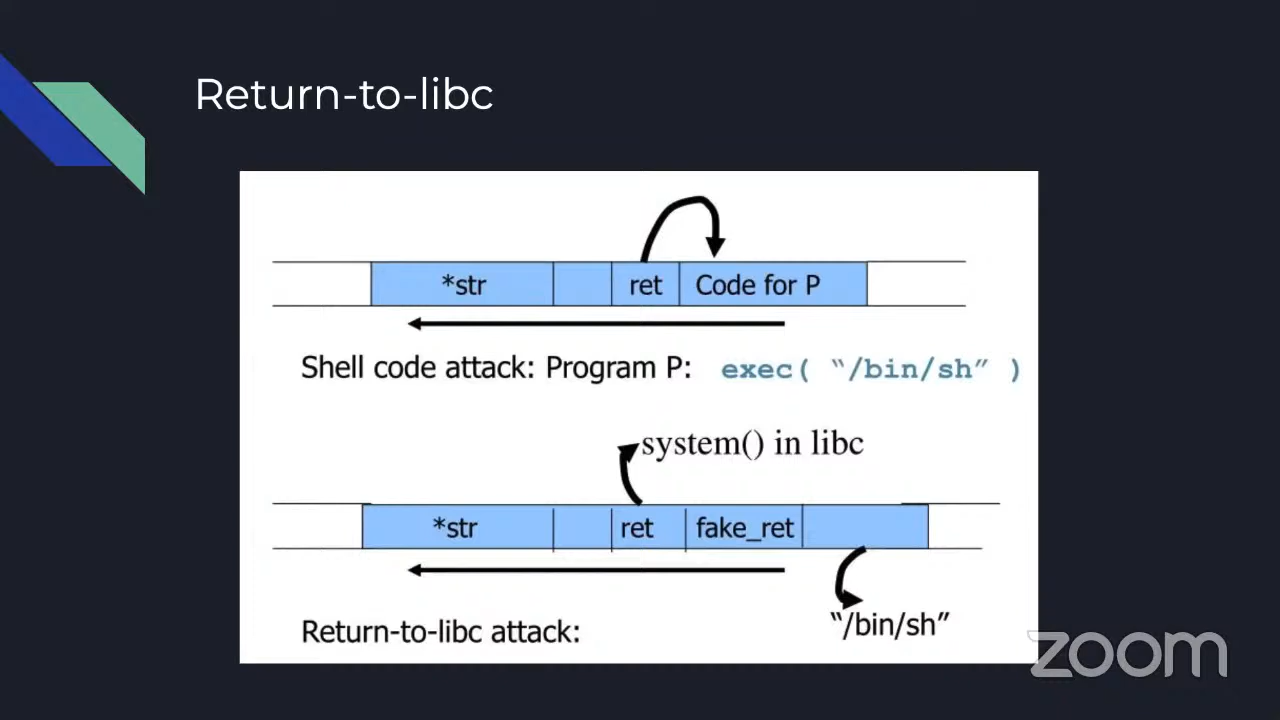 Return-to-libc
*str ret Code for P
Shell code attack: Program P: exec( “/bin/sh” )
system() in libc
*str ret fake_ret
“/bin/sh”
Return-to-libc attack:
zoom